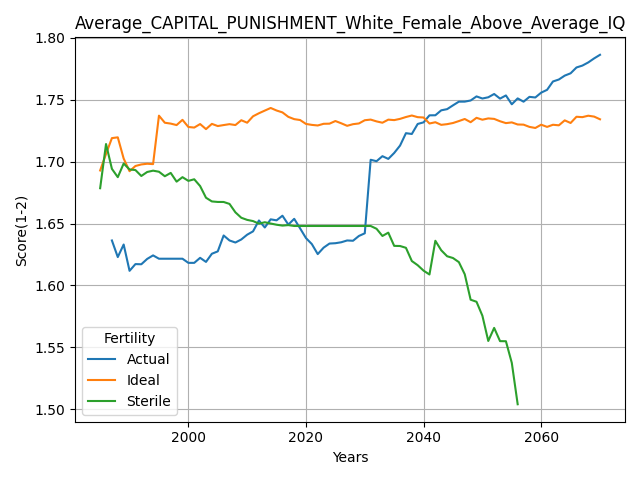 Average_CAPITAL_PUNISHMENT_White_Female_Above_Average_IQ
1.80
1.75
1.70
1.65
1.60
1.55
1.50
Score(1-2)
Fertility
Actual
Ideal
Sterile
2000
2020
2040
2060
Years